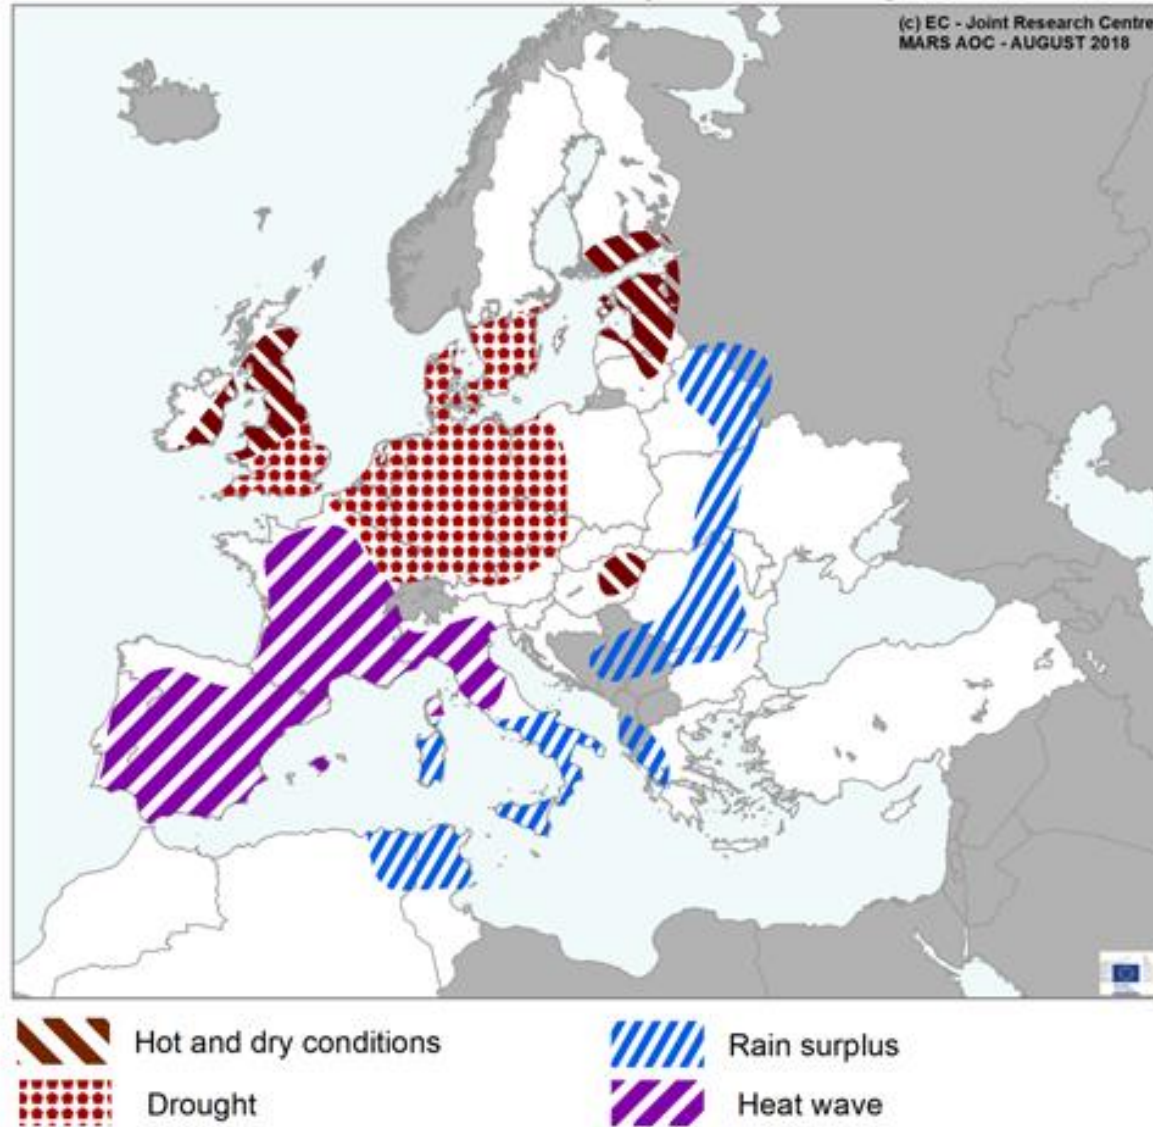 (c) EC - Joint Research Centre
MARS AOC - AUGUST 2018
Hot and dry conditions
Rain surplus
Drought
Heat wave